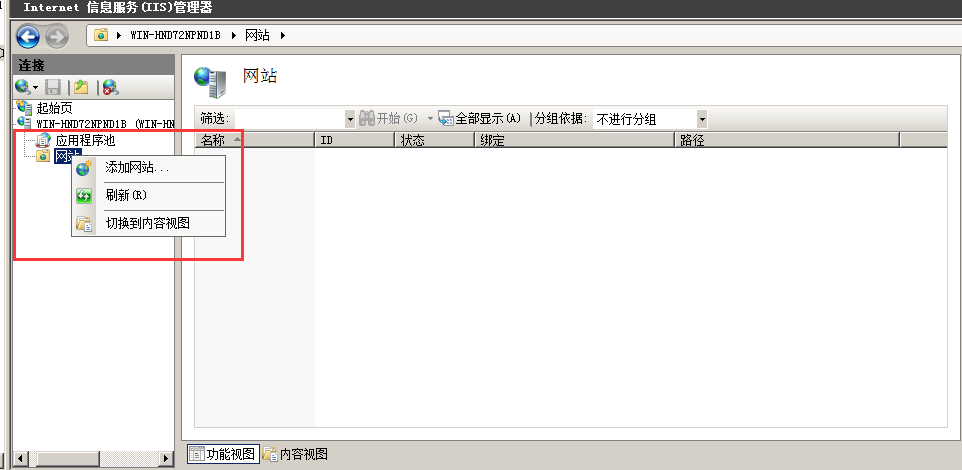 Internet 信息服务(IIS)管理器
WIN-HND72NPND1B 网站
连接
起始页
WIN-HND72NPND1B (WIN-HN
应用程序池
网站
添加网站...
刷新(R)
切换到内容视图
网站
筛选: 开始(G) 全部显示(A) 分组依据: 不进行分组
名称 ID 状态 绑定 路径
功能视图 内容视图